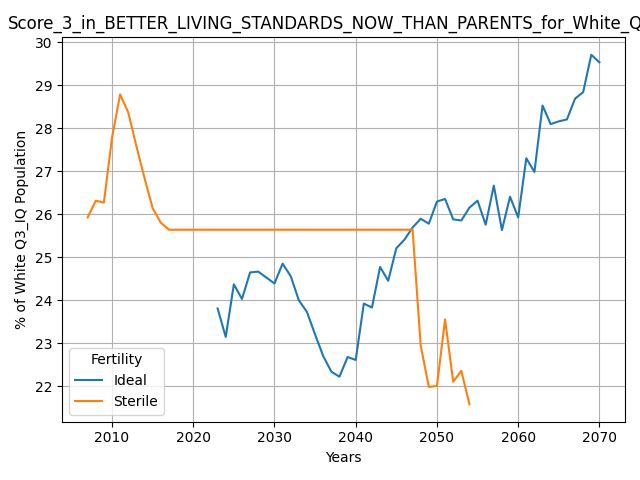 Score_3_in_BETTER_LIVING_STANDARDS_NOW_THAN_PARENTS_for_White_Q
30
29
28
27
26
25
24
23
22
% of White Q3_IQ Population
Fertility
Ideal
Sterile
2010 2020 2030 2040 2050 2060 2070
Years